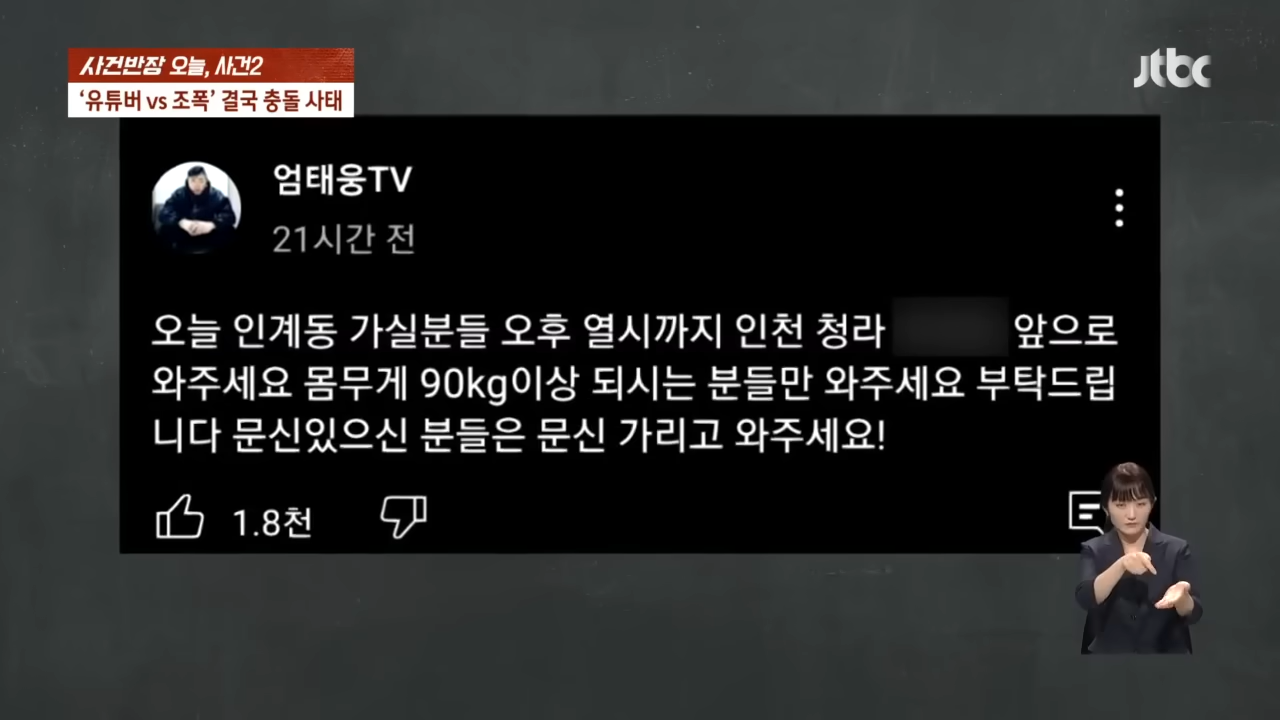 사건반장 오늘, 사건2
'유튜버 vs 조폭' 결국 충돌 사태
jtbc
엄태웅TV
21시간 전
오늘 인계동 가실분들 오후 열시까지 인천 청라 앞으로
와주세요 몸무게 90kg이상 되시는 분들만 와주세요 부탁드립
니다 문신있으신 분들은 문신 가리고 와주세요!
1.8천